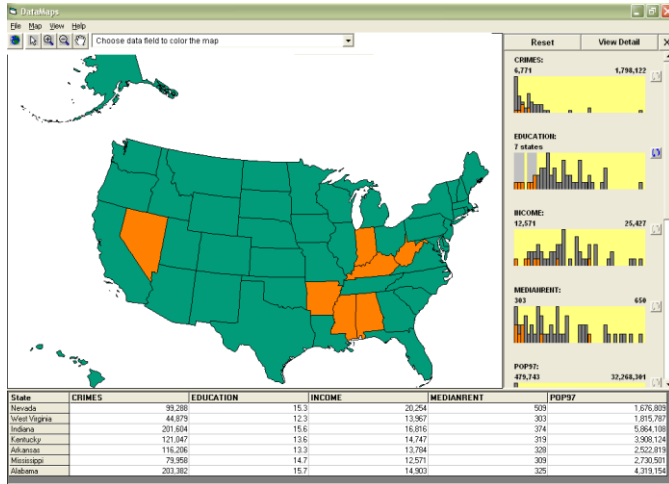 DataMaps
File Map View Help
Choose data field to color the map
Reset View Detail X
CRIMES:
6,771 1,798,122
EDUCATION:
7 states
INCOME:
12,571 25,427
MEDIANRENT:
303 650
POP97:
479,743 32,268,301
State CRIMES EDUCATION INCOME MEDIANRENT POP97
Nevada 99,288 15.3 20,254 509 1,676,809
West Virginia 44,879 12.3 13,967 303 1,815,787
Indiana 201,604 15.6 16,816 374 5,864,108
Kentucky 121,047 13.6 14,747 319 3,908,124
Arkansas 116,206 13.3 13,784 328 2,522,819
Mississippi 79,958 14.7 12,571 309 2,730,501
Alabama 203,382 15.7 14,903 325 4,319,154